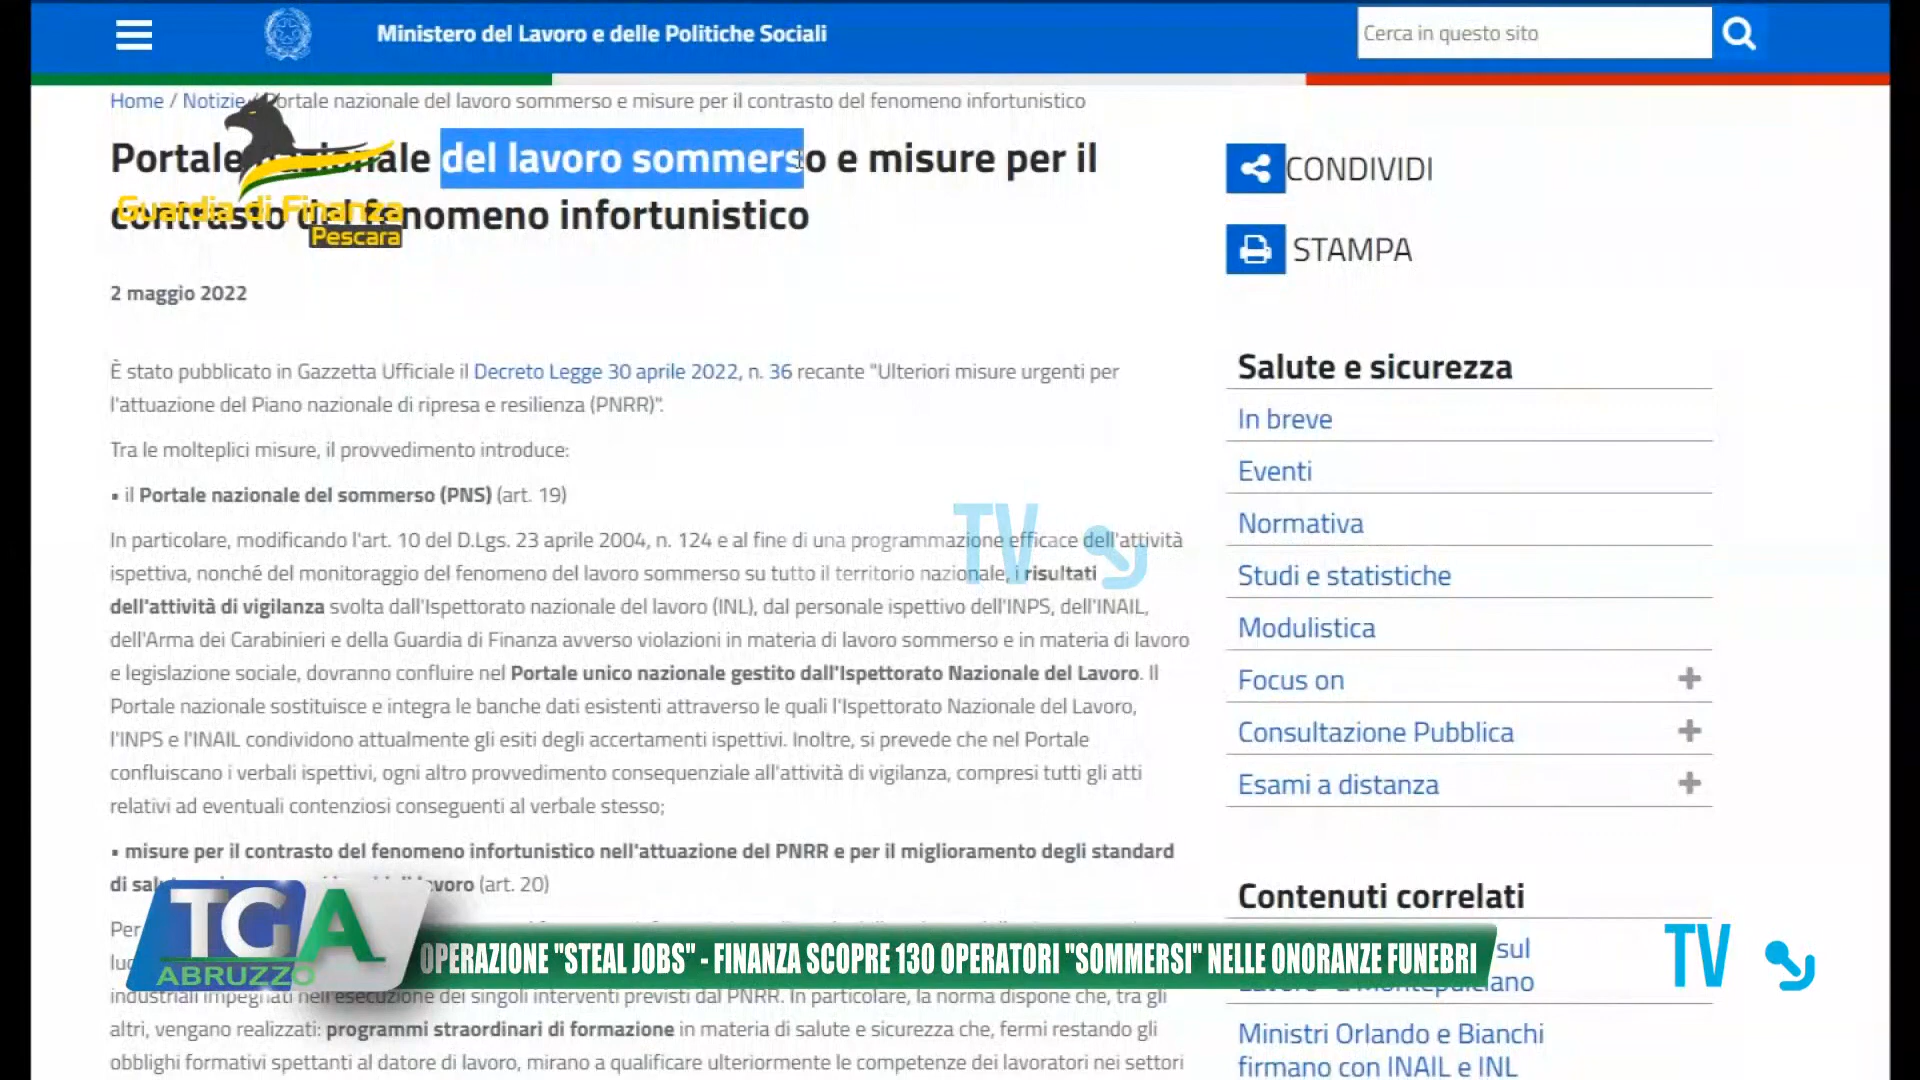 Ministero del Lavoro e delle Politiche Sociali
Cerca in questo sito
Home / Notizie / Portale nazionale del lavoro sommerso e misure per il contrasto del fenomeno infortunistico
Portale nazionale del lavoro sommerso e misure per il
contrasto del fenomeno infortunistico
Guardia di Finanza
Pescara
2 maggio 2022
È stato pubblicato in Gazzetta Ufficiale il Decreto Legge 30 aprile 2022, n. 36 recante "Ulteriori misure urgenti per
l'attuazione del Piano nazionale di ripresa e resilienza (PNRR)".
Tra le molteplici misure, il provvedimento introduce:
▪ il Portale nazionale del sommerso (PNS) (art. 19)
In particolare, modificando l'art. 10 del D.Lgs. 23 aprile 2004, n. 124 e al fine di una programmazione efficace dell'attività
ispettiva, nonché del monitoraggio del fenomeno del lavoro sommerso su tutto il territorio nazionale, i risultati
dell'attività di vigilanza svolta dall'Ispettorato nazionale del lavoro (INL), dal personale ispettivo dell'INPS, dell'INAIL,
dell'Arma dei Carabinieri e della Guardia di Finanza avverso violazioni in materia di lavoro sommerso e in materia di lavoro
e legislazione sociale, dovranno confluire nel Portale unico nazionale gestito dall'Ispettorato Nazionale del Lavoro. Il
Portale nazionale sostituisce e integra le banche dati esistenti attraverso le quali l'Ispettorato Nazionale del Lavoro,
l'INPS e l'INAIL condividono attualmente gli esiti degli accertamenti ispettivi. Inoltre, si prevede che nel Portale
confluiscano i verbali ispettivi, ogni altro provvedimento consequenziale all'attività di vigilanza, compresi tutti gli atti
relativi ad eventuali contenziosi conseguenti al verbale stesso;
▪ misure per il contrasto del fenomeno infortunistico nell'attuazione del PNRR e per il miglioramento degli standard
di lavoro (art. 20)
Per
industriali impegnati nell'esecuzione dei singoli interventi previsti dal PNRR. In particolare, la norma dispone che, tra gli
altri, vengano realizzati: programmi straordinari di formazione in materia di salute e sicurezza che, fermi restando gli
obblighi formativi spettanti al datore di lavoro, mirano a qualificare ulteriormente le competenze dei lavoratori nei settori
CONDIVIDI
STAMPA
Salute e sicurezza
In breve
Eventi
Normativa
Studi e statistiche
Modulistica
Focus on
Consultazione Pubblica
Esami a distanza
Contenuti correlati
sul
Lavoro" a Montepulciano
Ministri Orlando e Bianchi
firmano con INAIL e INL
TV
TGA
ABRUZZO
OPERAZIONE "STEAL JOBS" - FINANZA SCOPRE 130 OPERATORI "SOMMERSI" NELLE ONORANZE FUNEBRI
TV